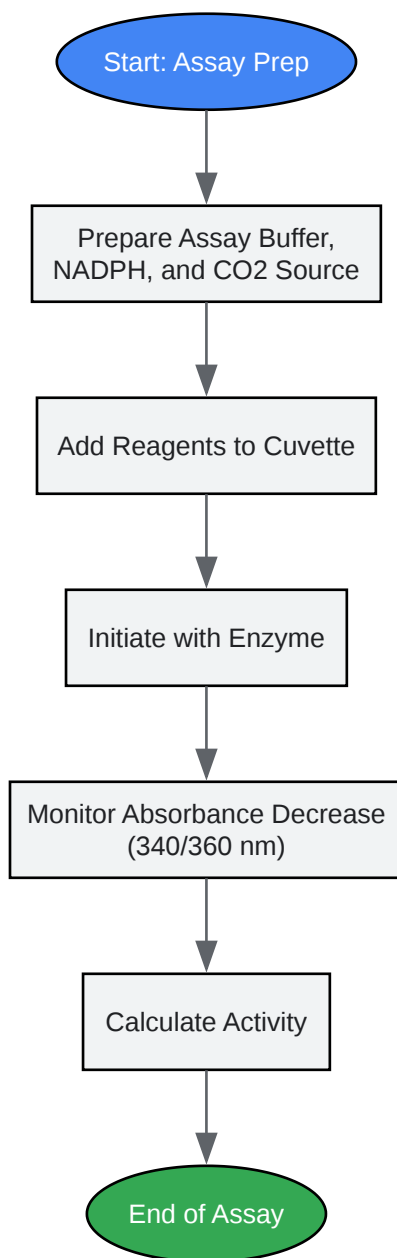 Start: Assay Prep
Prepare Assay Buffer,
NADPH, and CO2 Source
Add Reagents to Cuvette
Initiate with Enzyme
Monitor Absorbance Decrease
(340/360 nm)
Calculate Activity
End of Assay